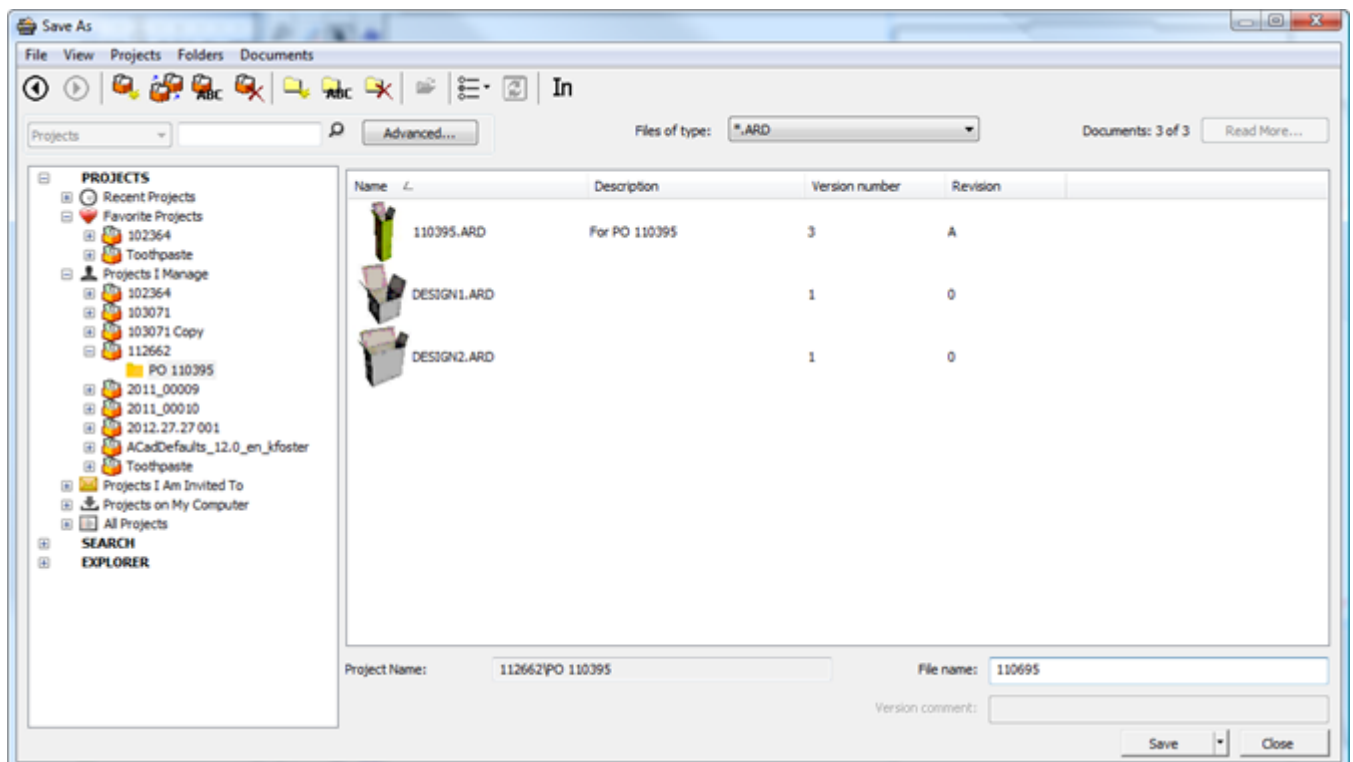 Save As
File View Projects Folders Documents
ABC ABC In
Projects Advanced... Files of type: *.ARD Documents: 3 of 3 Read More...
PROJECTS
Recent Projects
Favorite Projects
102364
Toothpaste
Projects I Manage
102364
103071
103071 Copy
112662
PO 110395
2011_00009
2011_00010
2012.27.27 001
ACadDefaults_12.0_en_kfoster
Toothpaste
Projects I Am Invited To
Projects on My Computer
All Projects
SEARCH
EXPLORER
Name Description Version number Revision
110395.ARD For PO 110395 3 A
DESIGN1.ARD 1 0
DESIGN2.ARD 1 0
Project Name: 112662\PO 110395 File name: 110695
Version comment:
Save Close